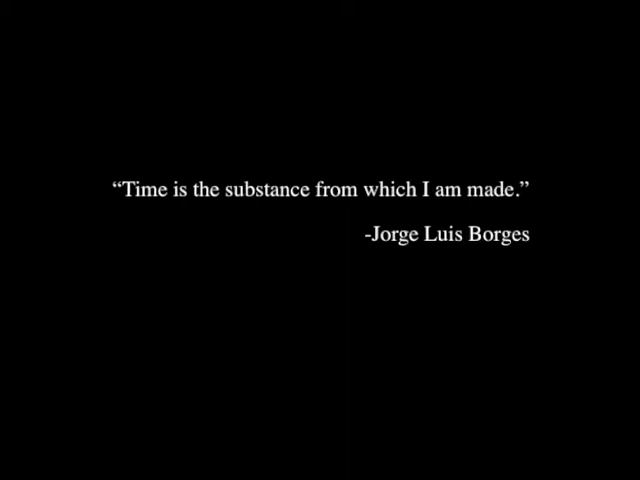 “Time is the substance from which I am made.”
-Jorge Luis Borges